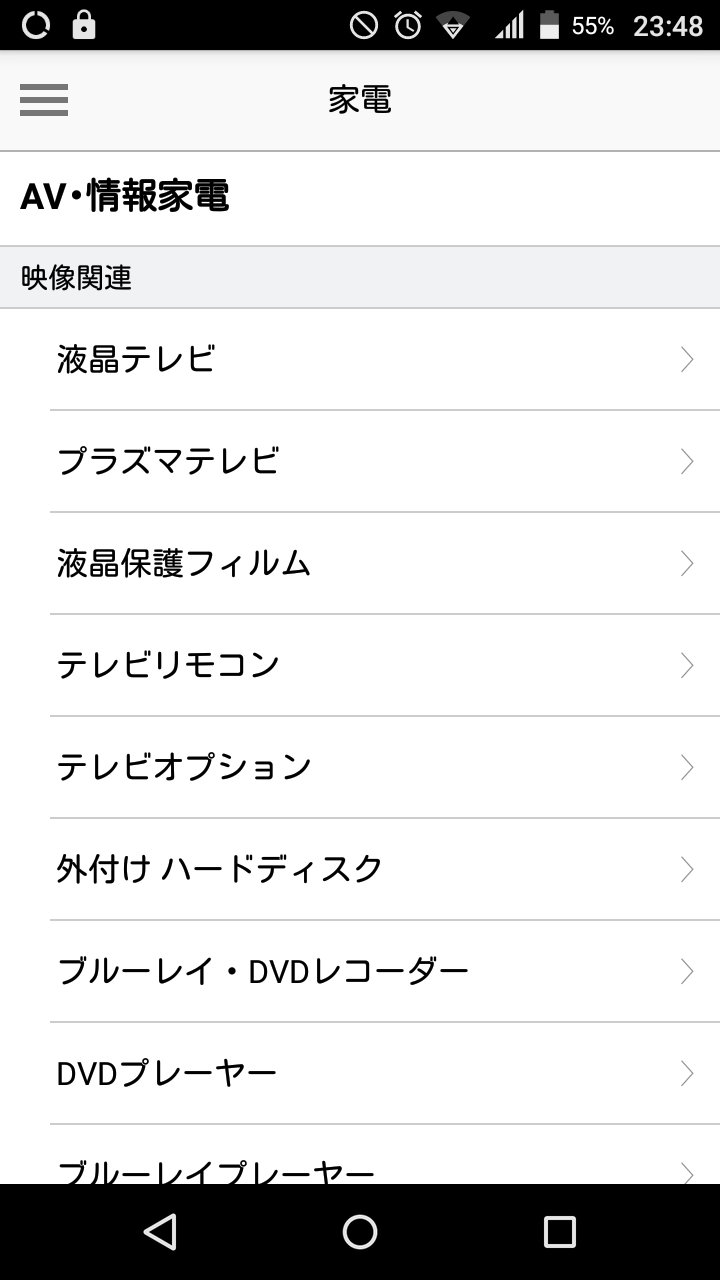 55% 23:48
家電
AV・情報家電
映像関連
液晶テレビ
プラズマテレビ
液晶保護フィルム
テレビリモコン
テレビオプション
外付け ハードディスク
ブルーレイ・DVDレコーダー
DVDプレーヤー
ブルーレイプレーヤー